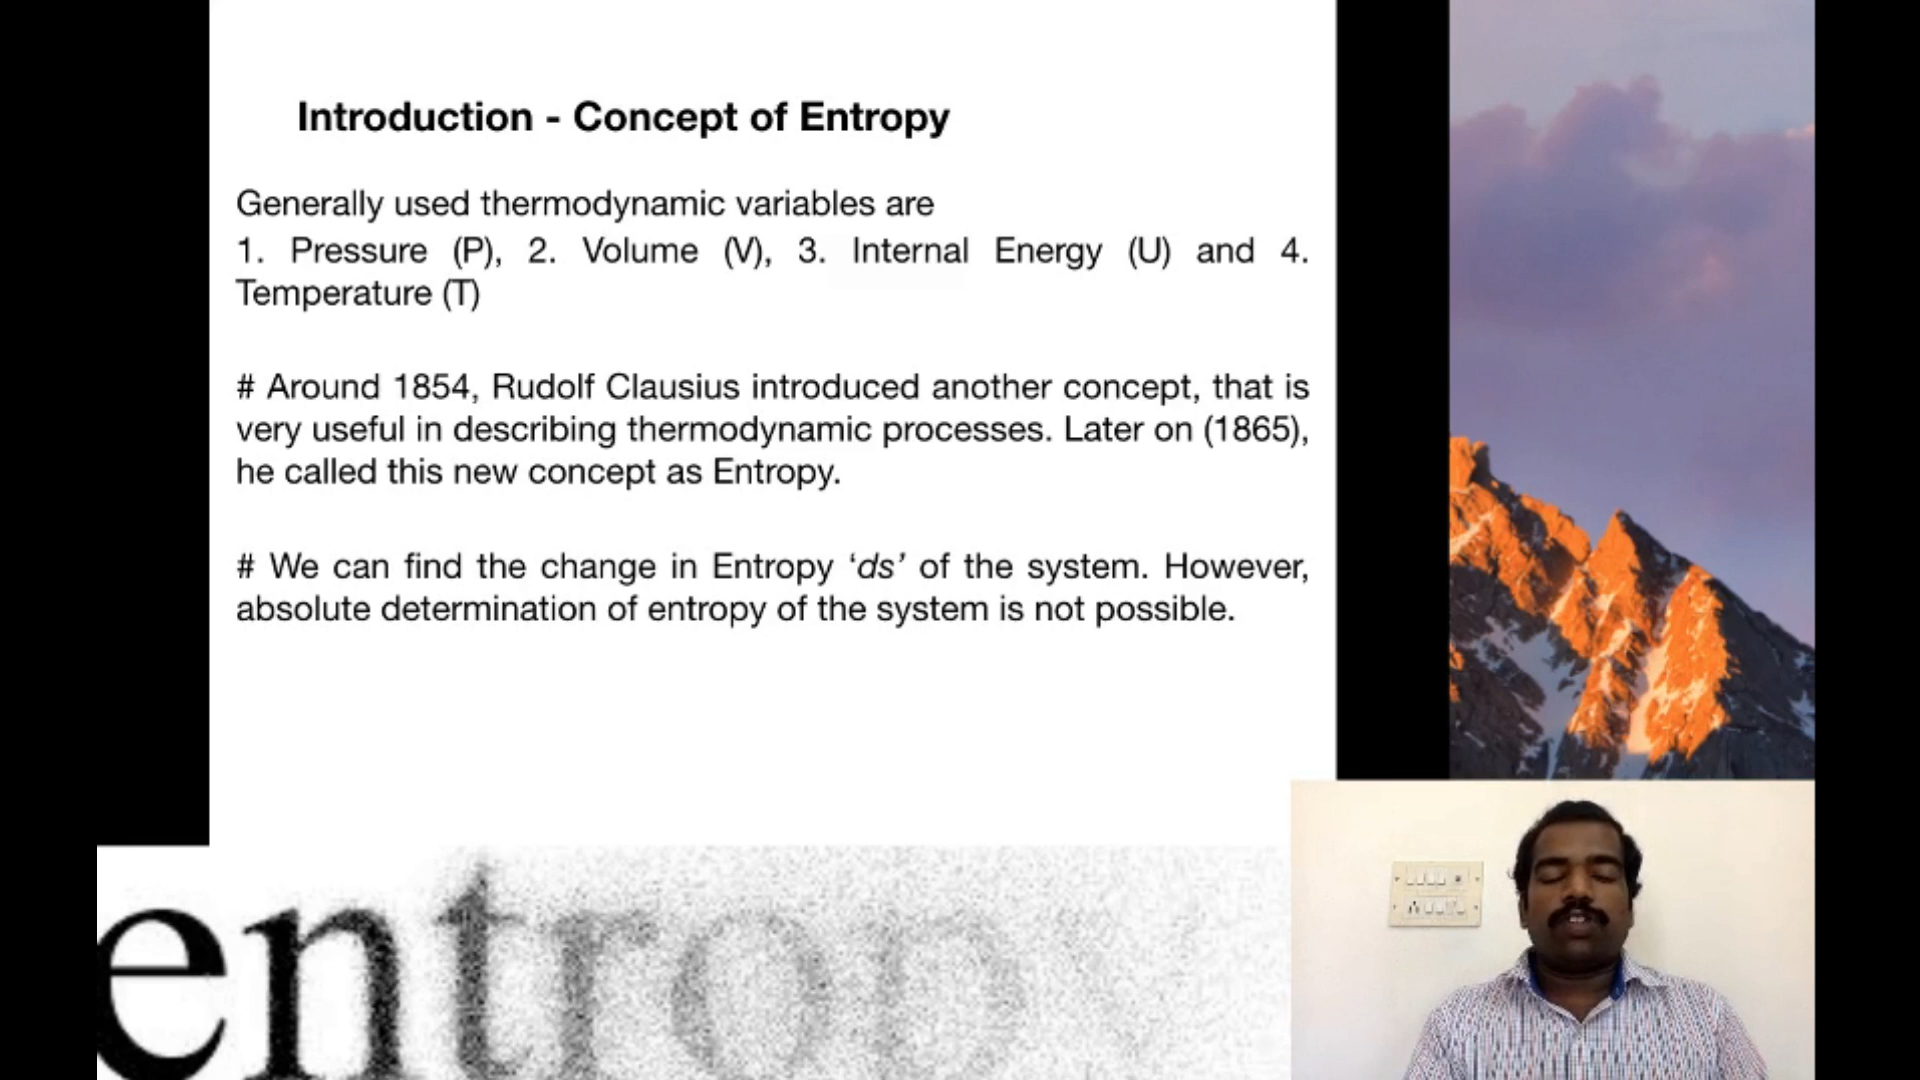 Introduction - Concept of Entropy
Generally used thermodynamic variables are
1. Pressure (P), 2. Volume (V), 3. Internal Energy (U) and 4.
Temperature (T)
# Around 1854, Rudolf Clausius introduced another concept, that is
very useful in describing thermodynamic processes. Later on (1865),
he called this new concept as Entropy.
# We can find the change in Entropy ‘ds’ of the system. However,
absolute determination of entropy of the system is not possible.
entropy